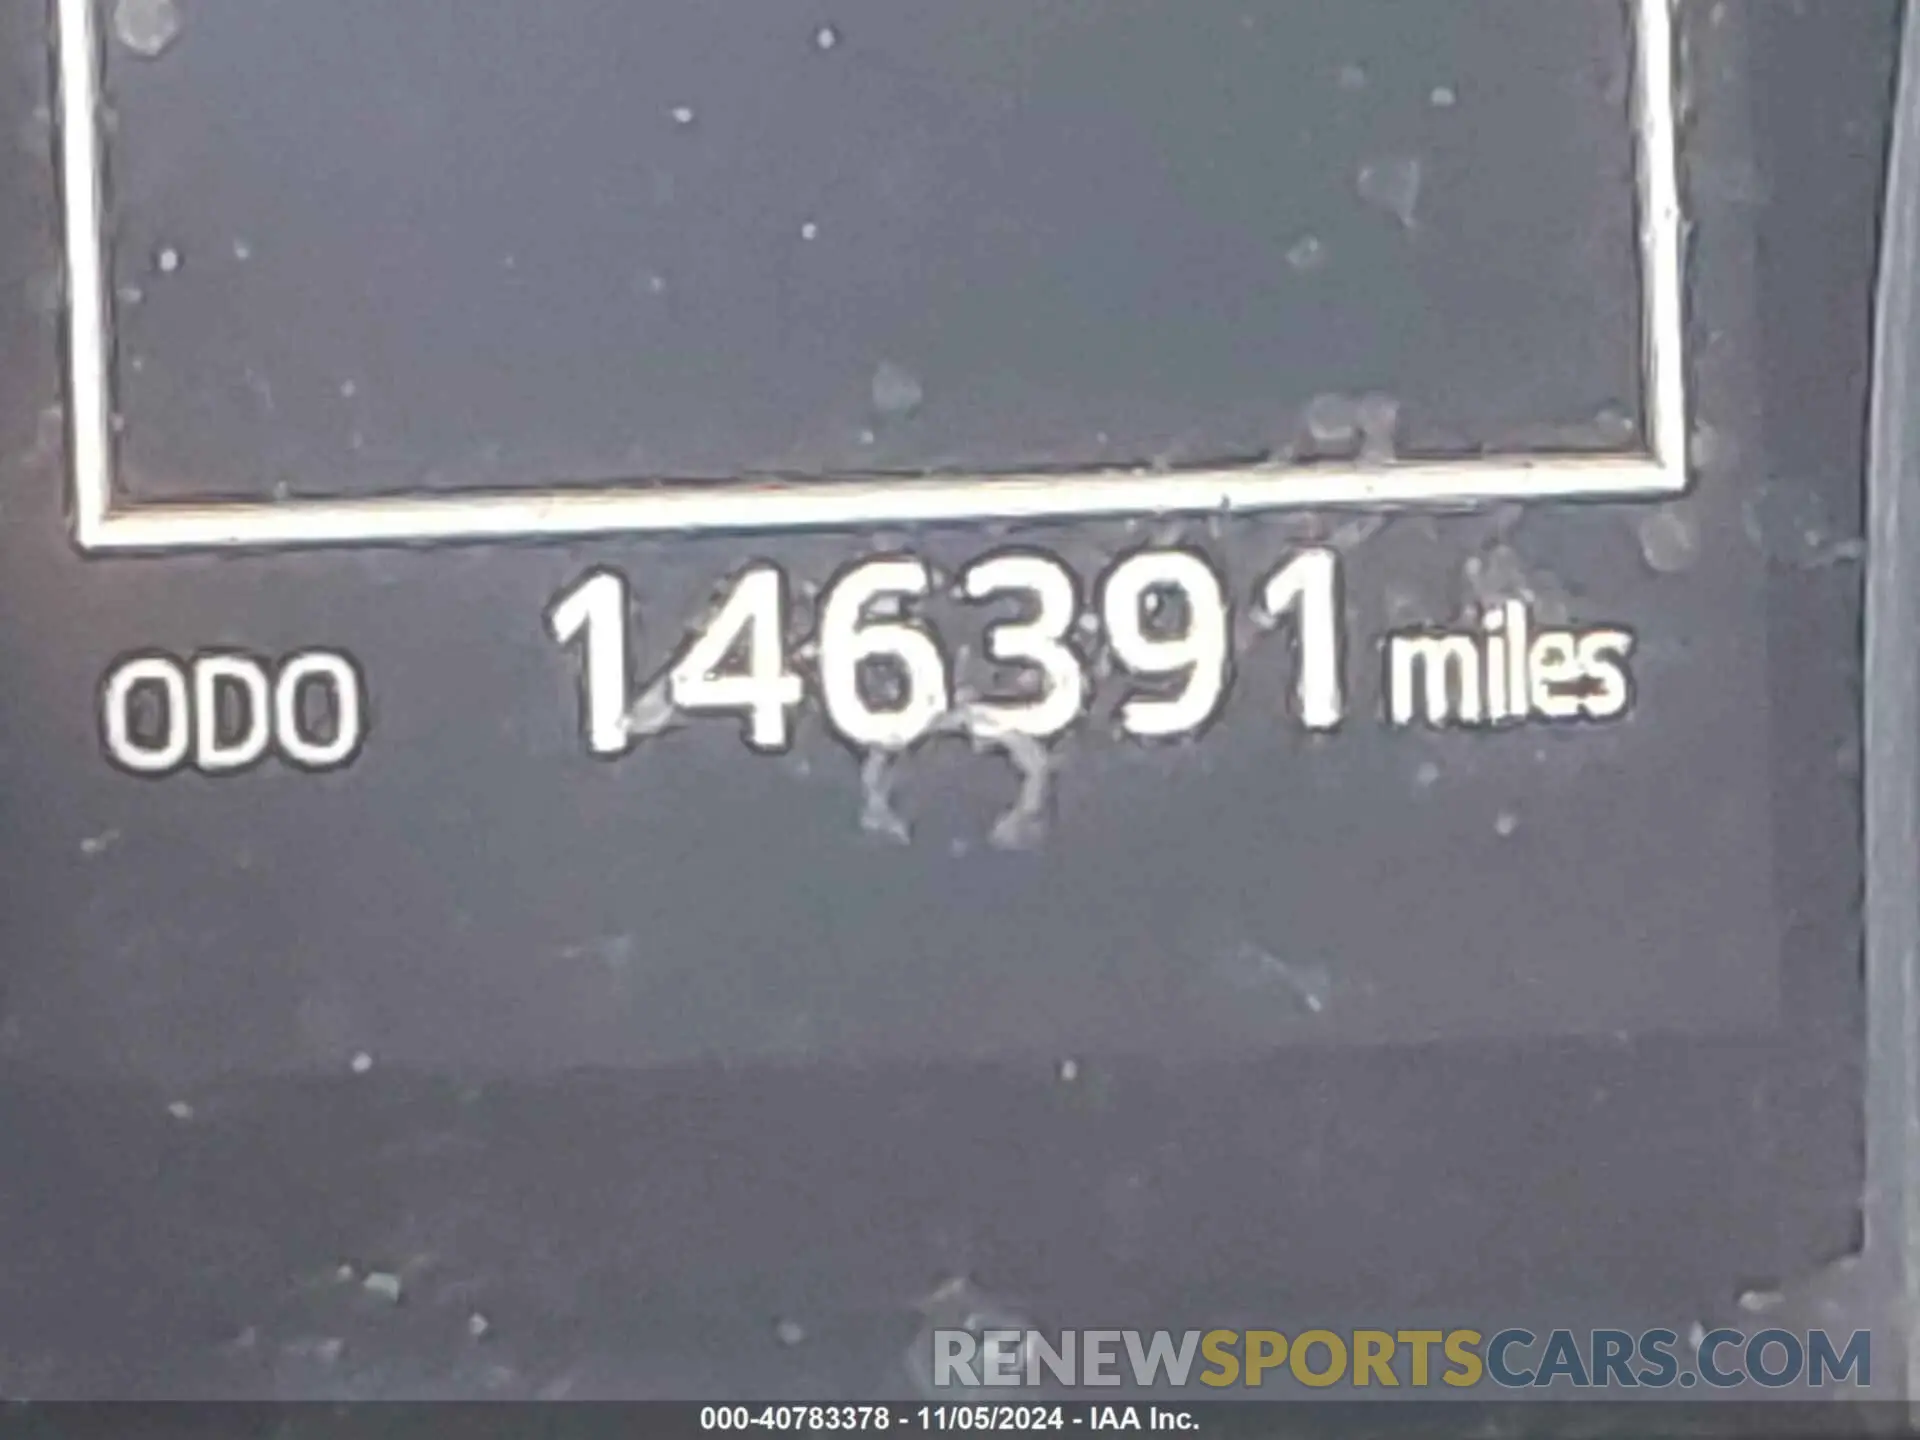 ODO 146391 miles
RENEWSPORTSCARS.COM
000-40783378 - 11/05/2024 - IAA Inc.